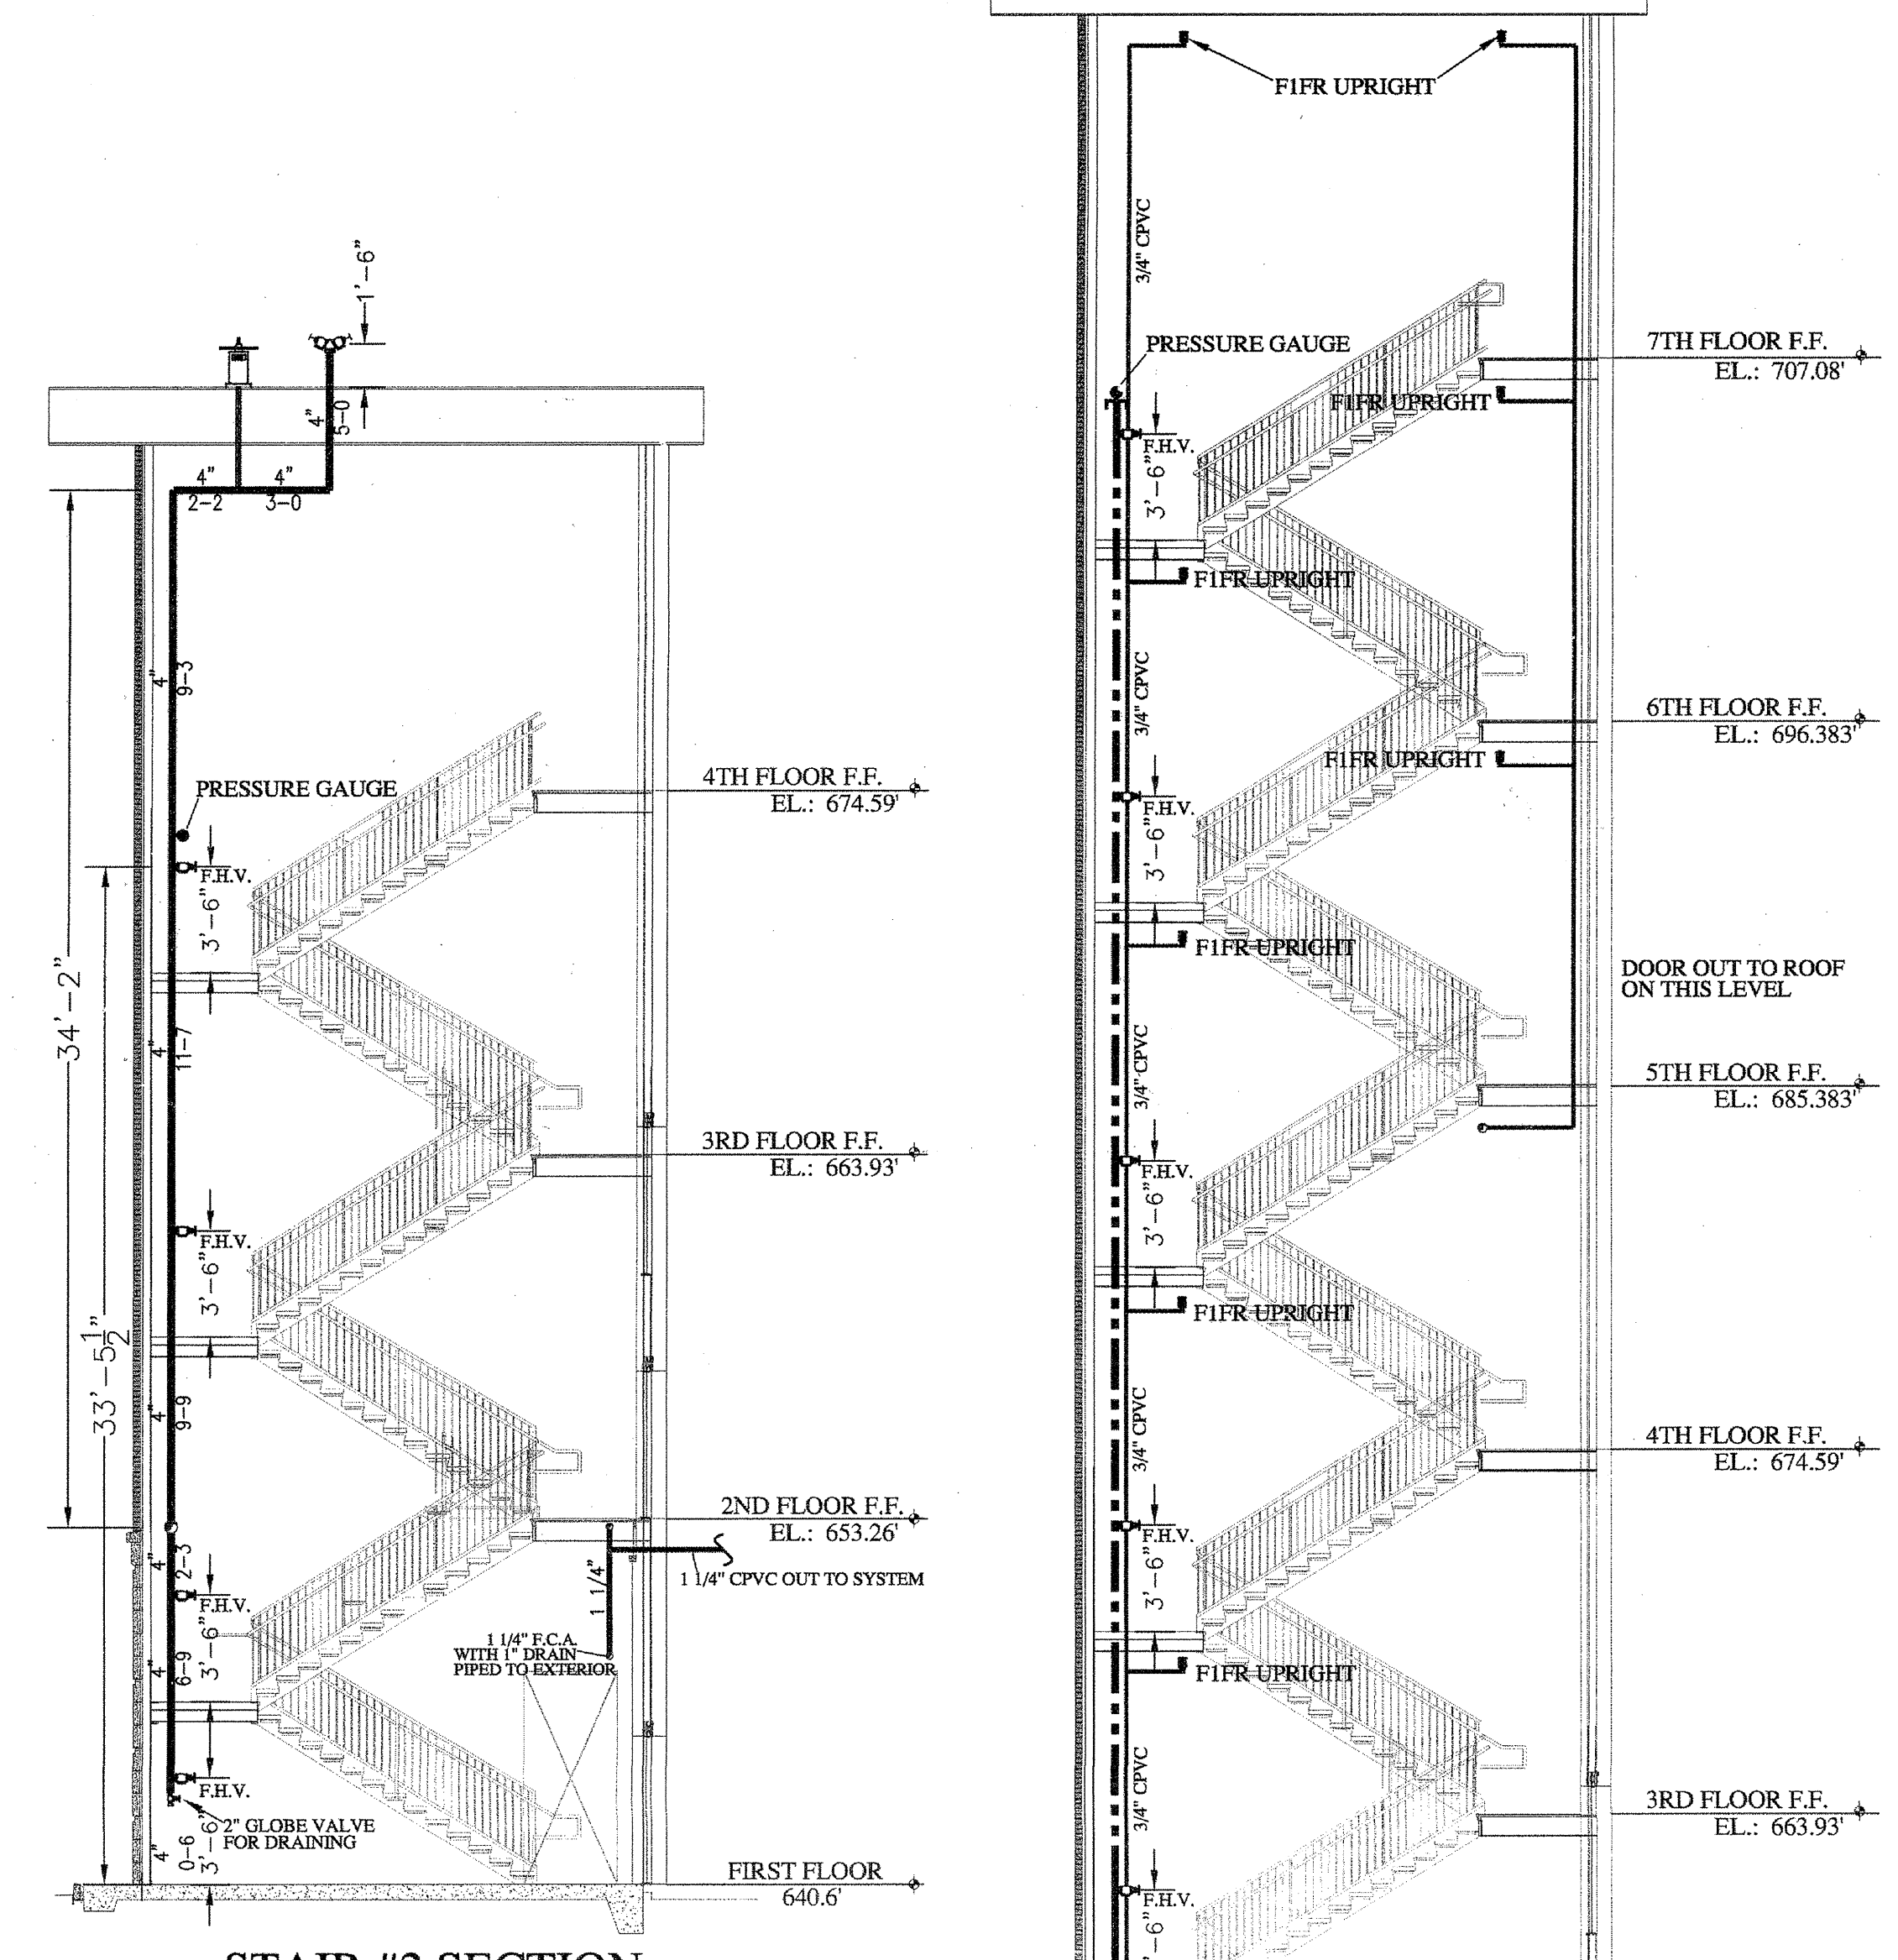 1'-6"
4"
5-0
4"
2-2
4"
3-0
4"
9-3
PRESSURE GAUGE
F.H.V.
3'-6"
34'-2"
4"
11-7
4TH FLOOR F.F.
EL.: 674.59'
3RD FLOOR F.F.
EL.: 663.93'
F.H.V.
3'-6"
33'-5 1/2"
4"
9-9
2ND FLOOR F.F.
EL.: 653.26'
4"
2-3
F.H.V.
3'-6"
4"
6-9
1 1/4"
1 1/4" CPVC OUT TO SYSTEM
1 1/4" F.C.A.
WITH 1" DRAIN
PIPED TO EXTERIOR
F.H.V.
3'-6"
2" GLOBE VALVE
FOR DRAINING
4"
0-6
FIRST FLOOR
640.6'
STAIR #2 SECTION
F1FR UPRIGHT
3/4" CPVC
PRESSURE GAUGE
7TH FLOOR F.F.
EL.: 707.08'
F1FR UPRIGHT
F.H.V.
3'-6"
F1FR UPRIGHT
3/4" CPVC
6TH FLOOR F.F.
EL.: 696.383'
F1FR UPRIGHT
F.H.V.
3'-6"
F1FR UPRIGHT
DOOR OUT TO ROOF
ON THIS LEVEL
3/4" CPVC
5TH FLOOR F.F.
EL.: 685.383'
F.H.V.
3'-6"
F1FR UPRIGHT
3/4" CPVC
4TH FLOOR F.F.
EL.: 674.59'
F.H.V.
3'-6"
F1FR UPRIGHT
3/4" CPVC
3RD FLOOR F.F.
EL.: 663.93'
F.H.V.
'-6"